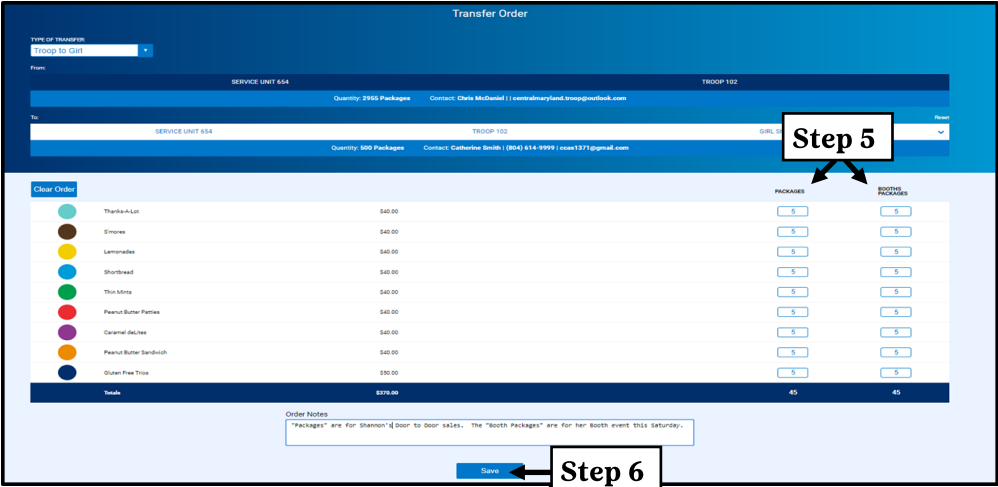 Transfer Order
TYPE OF TRANSFER
Troop to Girl
From:
SERVICE UNIT 654 TROOP 102
Quantity: 2955 Packages Contact: Chris McDaniel | | centralmaryland.troop@outlook.com
To: Reset
SERVICE UNIT 654 TROOP 102 GIRL
Quantity: 500 Packages Contact: Catherine Smith | (804) 614-9999 | ccas1371@gmail.com
Step 5
Clear Order PACKAGES BOOTHS PACKAGES
Thanks-A-Lot $40.00 5 5
S'mores $40.00 5 5
Lemonades $40.00 5 5
Shortbread $40.00 5 5
Thin Mints $40.00 5 5
Peanut Butter Patties $40.00 5 5
Caramel deLites $40.00 5 5
Peanut Butter Sandwich $40.00 5 5
Gluten Free Trios $50.00 5 5
Totals $370.00 45 45
Order Notes
"Packages" are for Shannon's Door to Door sales. The "Booth Packages" are for her Booth event this Saturday.
Save Step 6